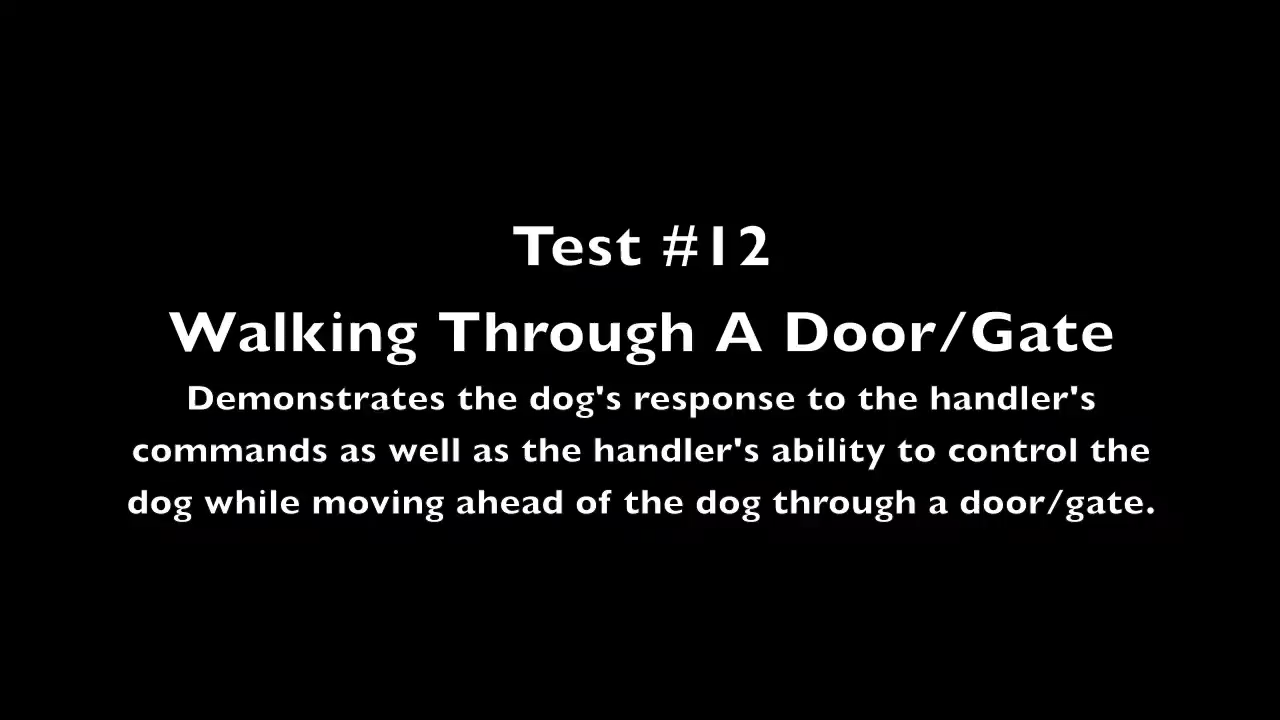 Test #12
Walking Through A Door/Gate
Demonstrates the dog's response to the handler's
commands as well as the handler's ability to control the
dog while moving ahead of the dog through a door/gate.